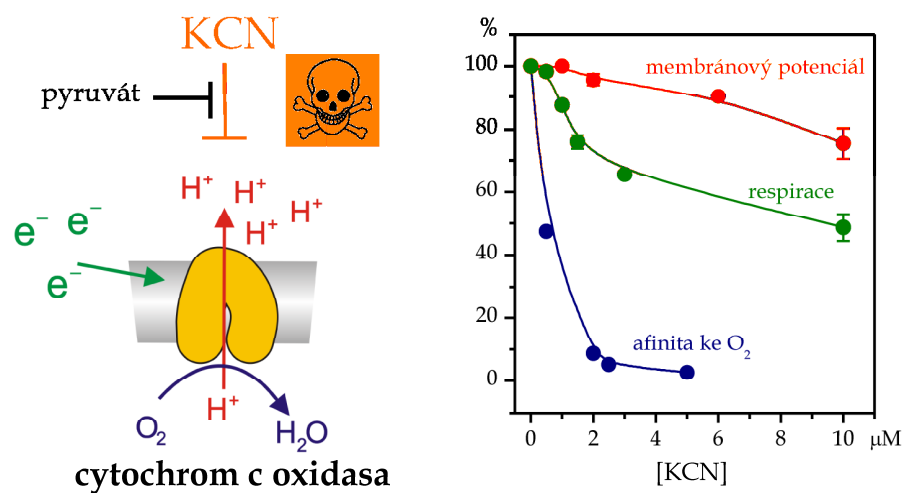 KCN
pyruvát
H⁺
H⁺
H⁺
H⁺
e⁻
e⁻
e⁻
H⁺
O₂
H₂O
cytochrom c oxidasa
%
100
80
60
40
20
0
membránový potenciál
respirace
afinita ke O₂
0 2 4 6 8 10 μM
[KCN]